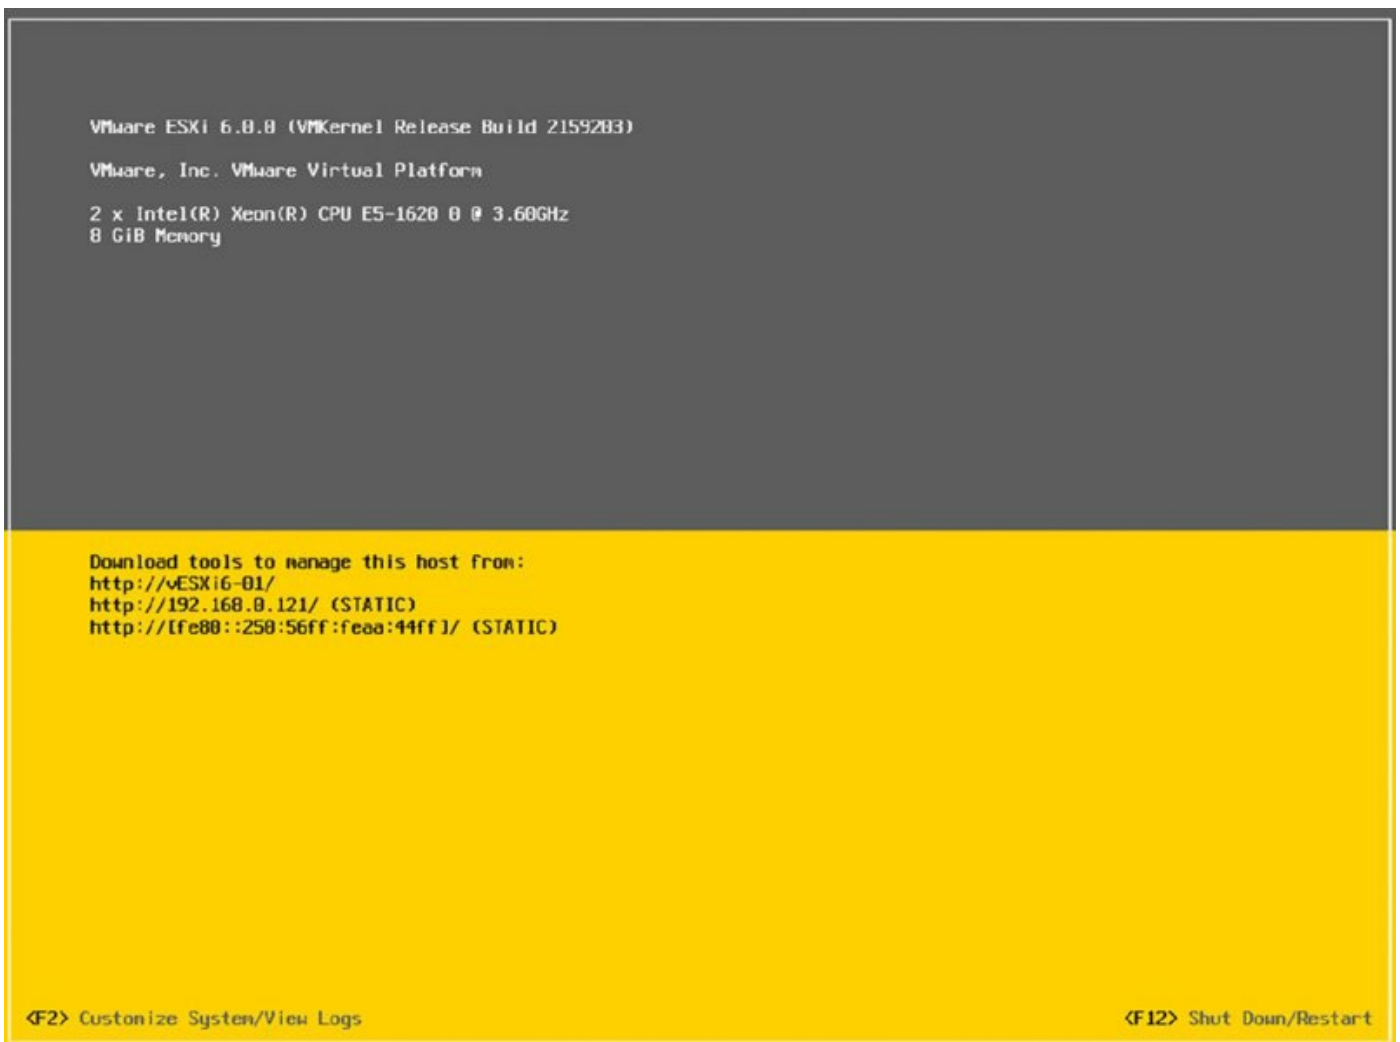 VMware ESXi 6.0.0 (VMKernel Release Build 2159203)
VMware, Inc. VMware Virtual Platform
2 x Intel(R) Xeon(R) CPU E5-1620 0 @ 3.60GHz
8 GiB Memory
Download tools to manage this host from:
http://vESXi6-01/
http://192.168.0.121/ (STATIC)
http://[fe80::250:56ff:feaa:44ff]/ (STATIC)
<F2> Customize System/View Logs
<F12> Shut Down/Restart